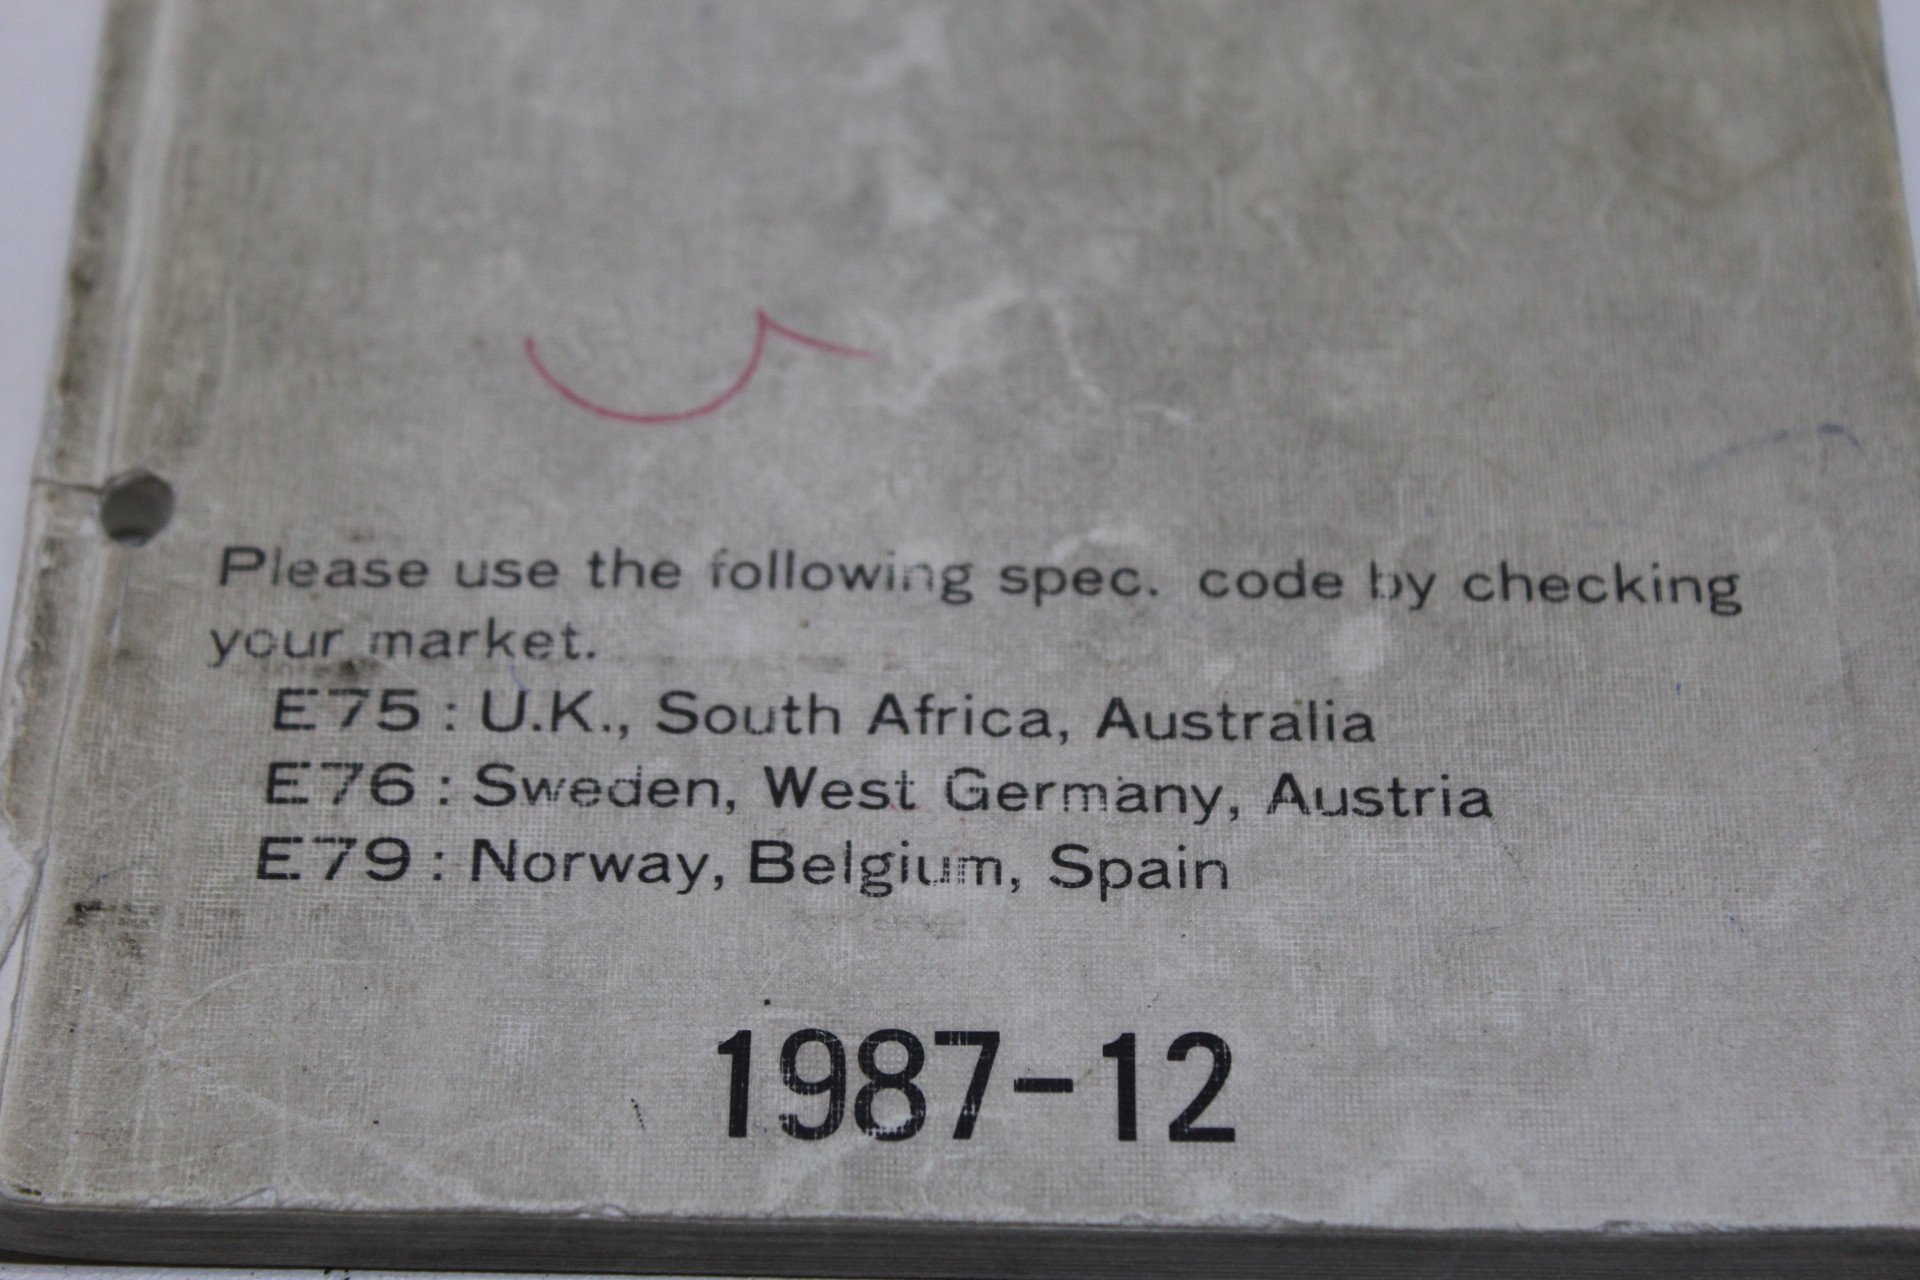 Please use the following spec. code by checking
your market.
E75 : U.K., South Africa, Australia
E76 : Sweden, West Germany, Austria
E79 : Norway, Belgium, Spain
1987-12